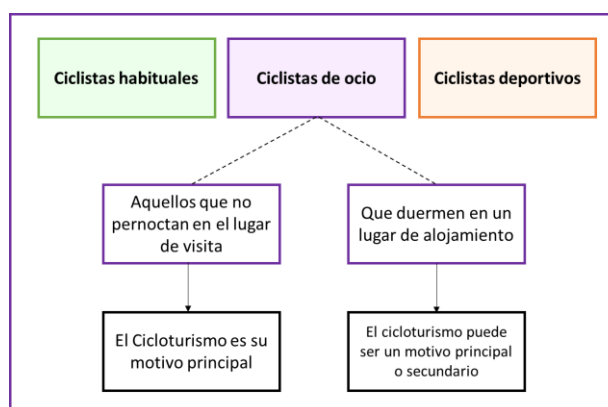 Ciclistas habituales
Ciclistas de ocio
Ciclistas deportivos
Aquellos que no
pernoctan en el lugar
de visita
Que duermen en un
lugar de alojamiento
El Cicloturismo es su
motivo principal
El cicloturismo puede
ser un motivo principal
o secundario